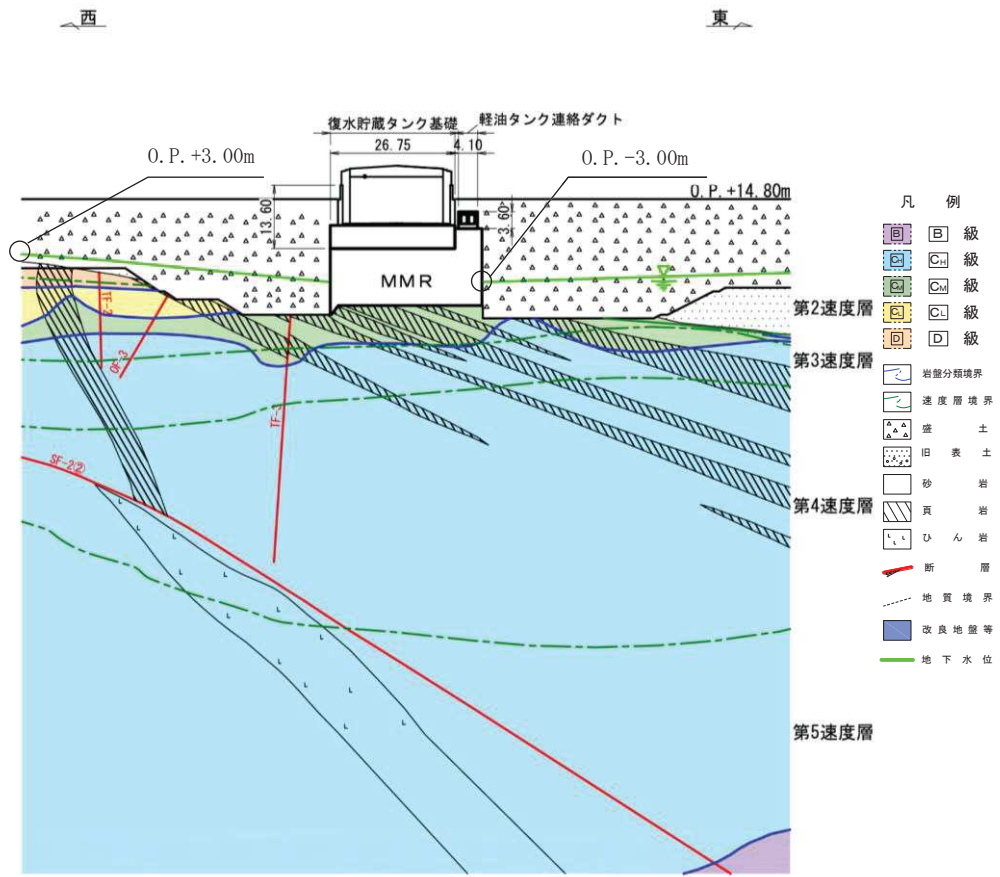 西
東
復水貯蔵タンク基礎
軽油タンク連絡ダクト
26.75
4.10
O.P.+3.00m
O.P.-3.00m
O.P.+14.80m
13.60
3.60
MMR
TF-2
TF-
SF-2②
第2速度層
第3速度層
第4速度層
第5速度層
凡例
B B 級
CH CH 級
CM CM 級
CL CL 級
D D 級
岩盤分類境界
速度層境界
盛土
旧表土
砂岩
頁岩
ひん岩
断層
地質境界
改良地盤等
地下水位